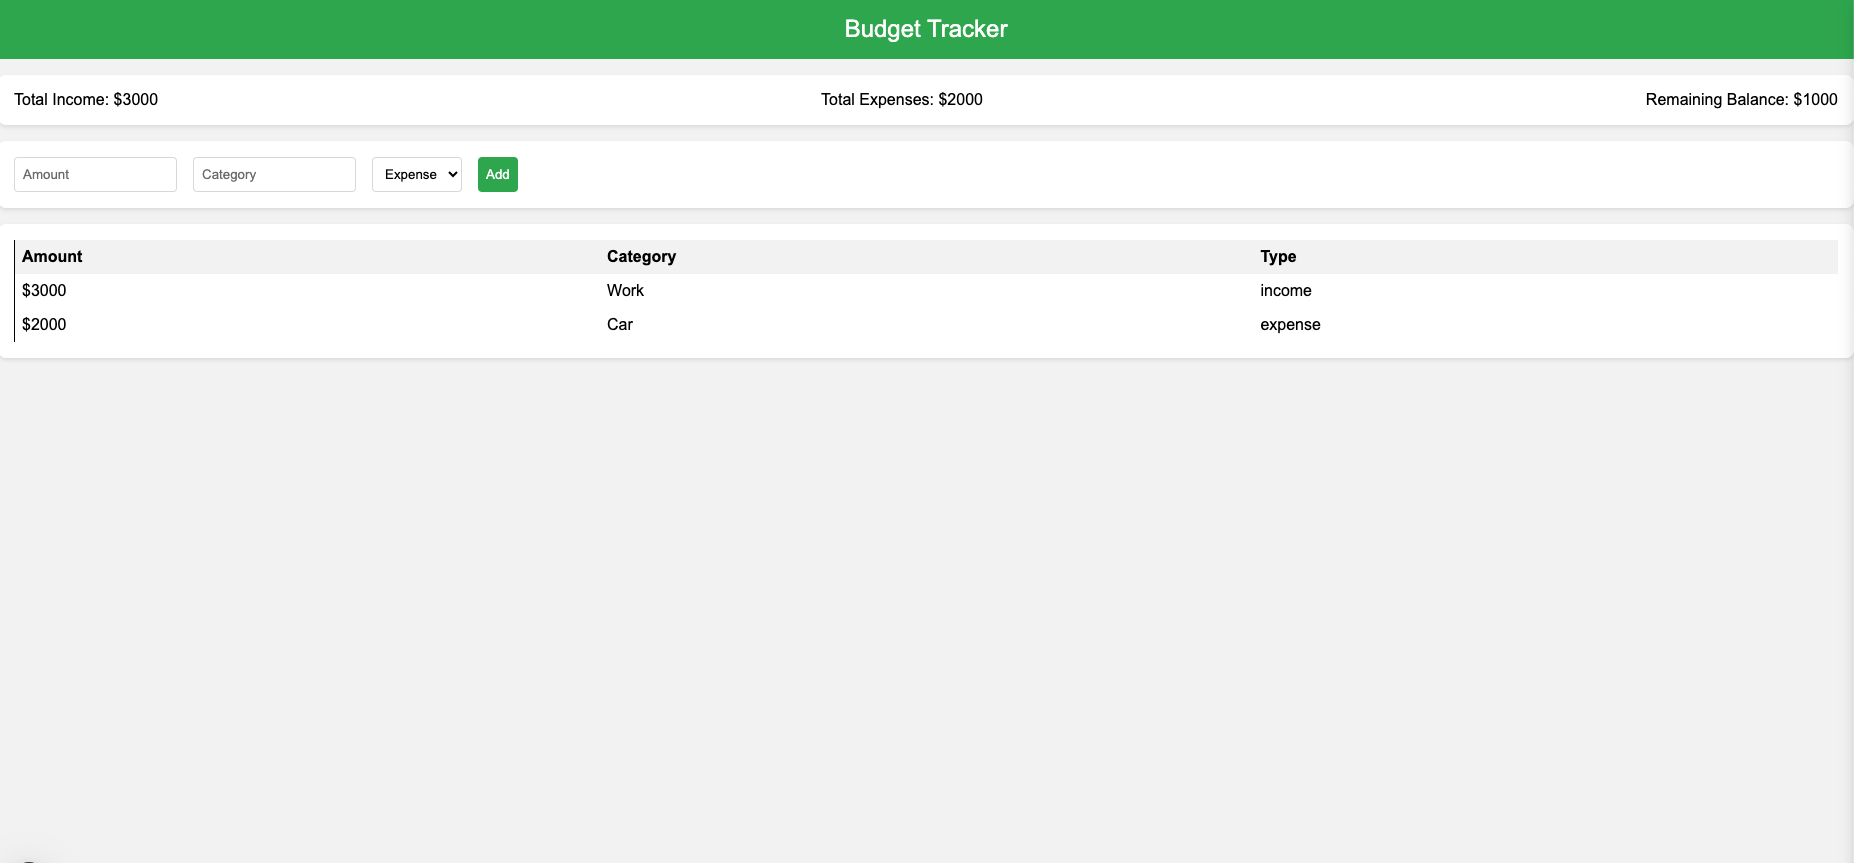 Budget Tracker
Total Income: $3000 Total Expenses: $2000 Remaining Balance: $1000
Amount Category Expense Add
Amount Category Type
$3000 Work income
$2000 Car expense